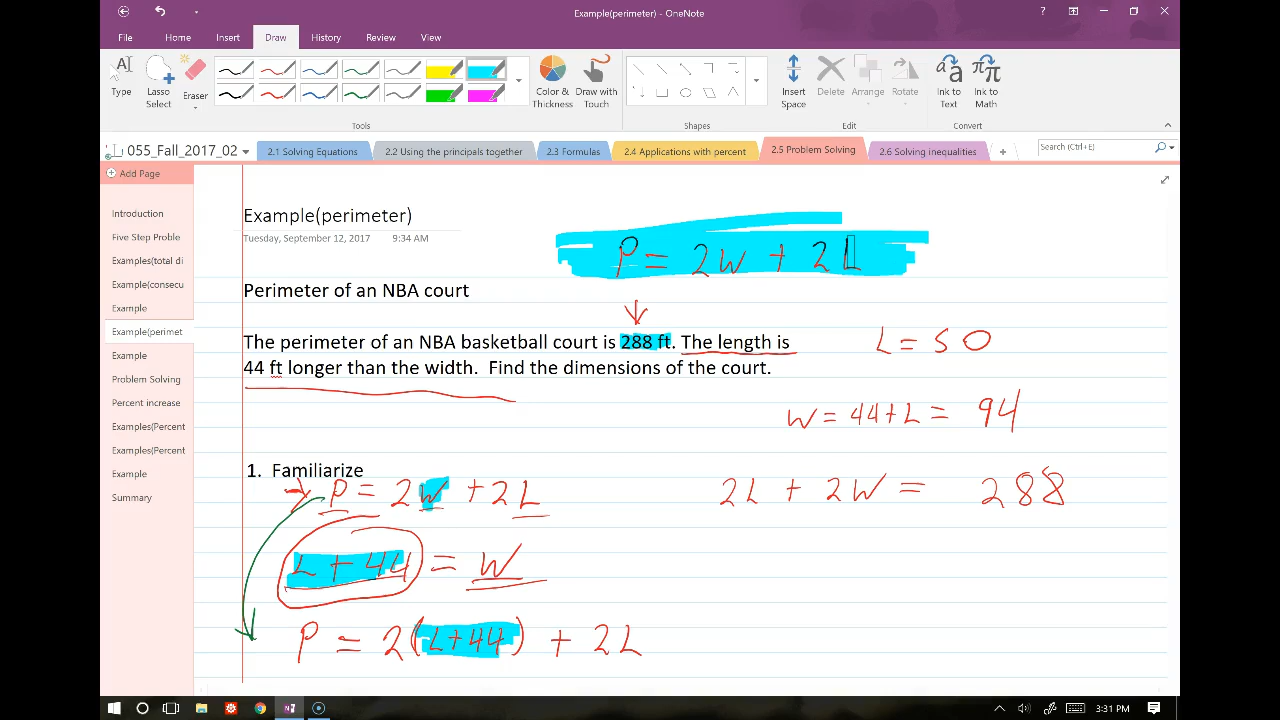 Example(perimeter) - OneNote
File Home Insert Draw History Review View
Type Lasso Select Eraser Color & Thickness Draw with Touch Insert Space Delete Arrange Rotate Ink to Text Ink to Math
Tools Shapes Edit Convert
055_Fall_2017_02 2.1 Solving Equations 2.2 Using the principals together 2.3 Formulas 2.4 Applications with percent 2.5 Problem Solving 2.6 Solving inequalities + Search (Ctrl+E)
Add Page
Introduction
Five Step Proble
Examples(total di
Example(consecu
Example
Example(perimet
Example
Problem Solving
Percent increase
Examples(Percent
Examples(Percent
Example
Summary
Example(perimeter)
Tuesday, September 12, 2017 9:34 AM
P = 2W + 2L
Perimeter of an NBA court
The perimeter of an NBA basketball court is 288 ft. The length is
44 ft longer than the width. Find the dimensions of the court.
L = 50
W = 44+L = 94
1. Familiarize
P = 2W + 2L
2L + 2W = 288
L + 44 = W
P = 2(L+44) + 2L
3:31 PM